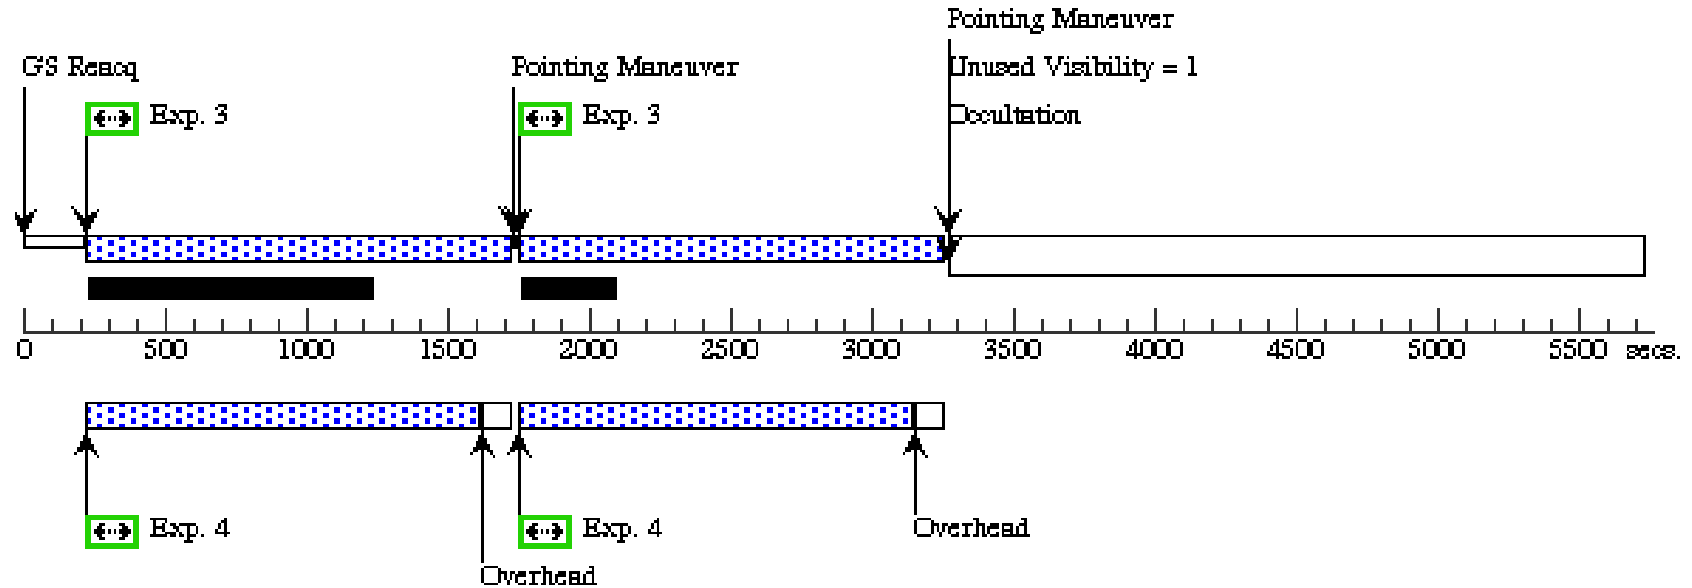 Pointing Maneuver
GS Reacq
Pointing Maneuver
Unused Visibility = 1
Exp. 3
Exp. 3
Occultation
0 500 1000 1500 2000 2500 3000 3500 4000 4500 5000 5500 secs.
Exp. 4
Exp. 4
Overhead
Overhead